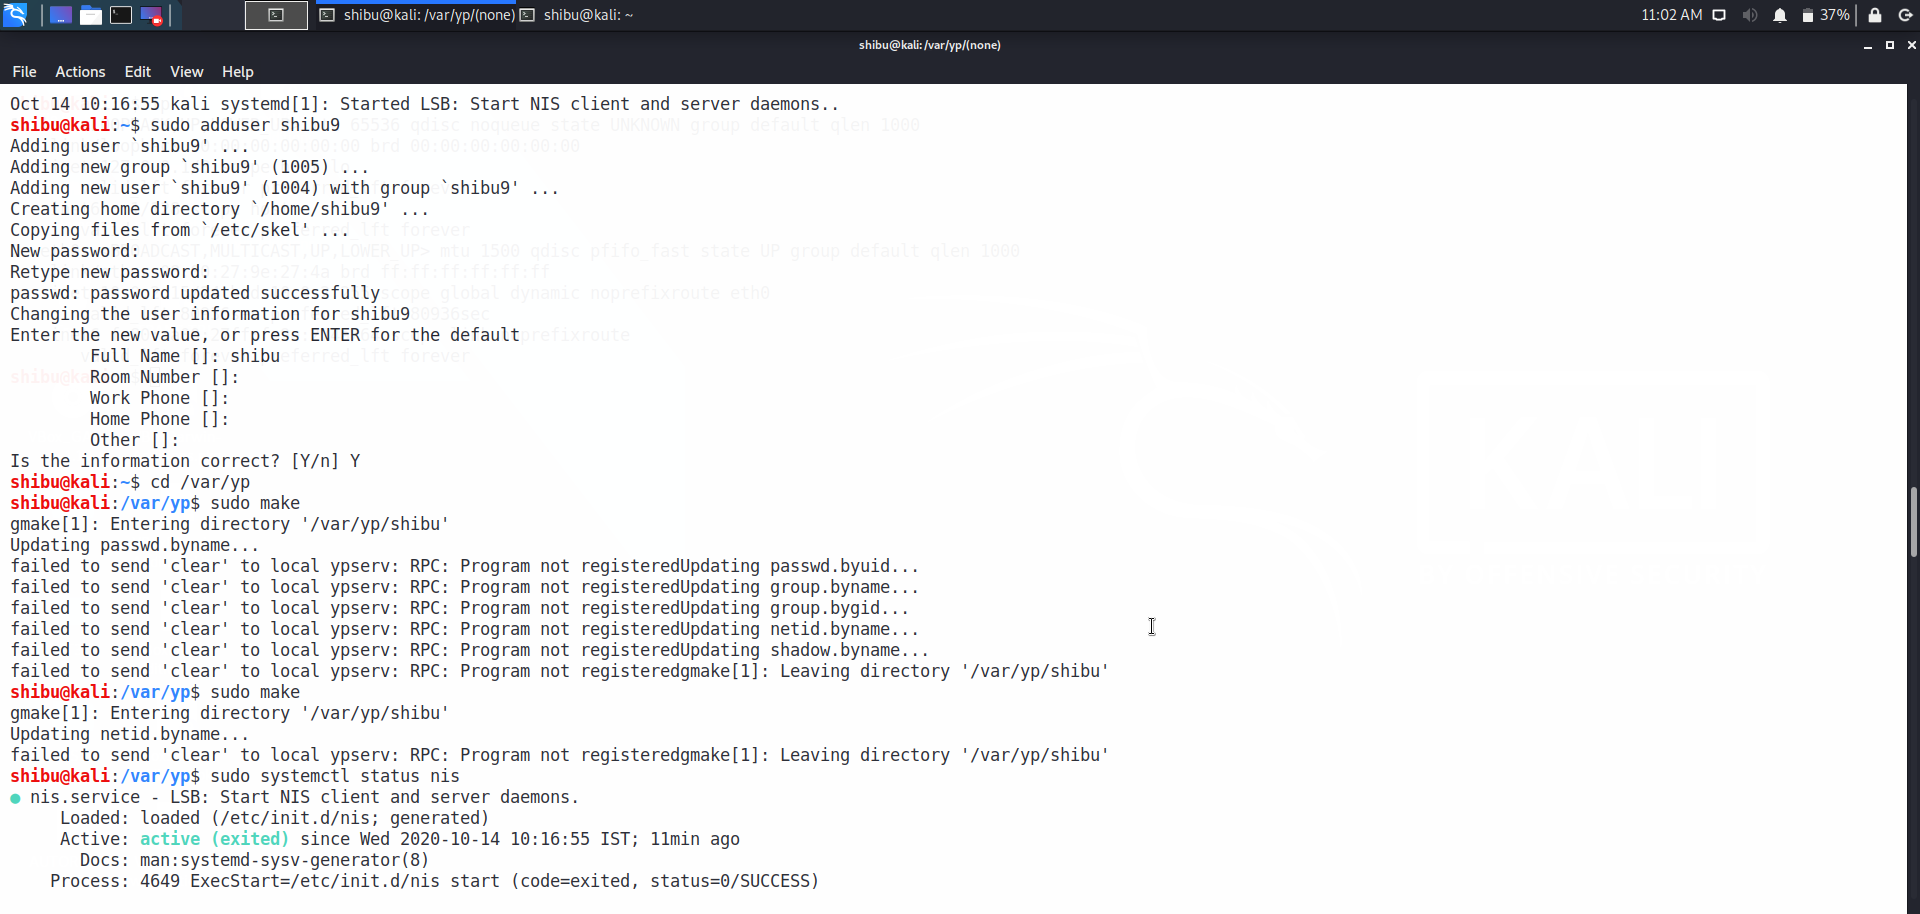 shibu@kali: /var/yp/(none)
shibu@kali: ~
11:02 AM
37%
shibu@kali: /var/yp/(none)
File Actions Edit View Help
Oct 14 10:16:55 kali systemd[1]: Started LSB: Start NIS client and server daemons..
shibu@kali:~$ sudo adduser shibu9
Adding user `shibu9' ...
Adding new group `shibu9' (1005) ...
Adding new user `shibu9' (1004) with group `shibu9' ...
Creating home directory `/home/shibu9' ...
Copying files from `/etc/skel' ...
New password:
Retype new password:
passwd: password updated successfully
Changing the user information for shibu9
Enter the new value, or press ENTER for the default
Full Name []: shibu
Room Number []:
Work Phone []:
Home Phone []:
Other []:
Is the information correct? [Y/n] Y
shibu@kali:~$ cd /var/yp
shibu@kali:/var/yp$ sudo make
gmake[1]: Entering directory '/var/yp/shibu'
Updating passwd.byname...
failed to send 'clear' to local ypserv: RPC: Program not registeredUpdating passwd.byuid...
failed to send 'clear' to local ypserv: RPC: Program not registeredUpdating group.byname...
failed to send 'clear' to local ypserv: RPC: Program not registeredUpdating group.bygid...
failed to send 'clear' to local ypserv: RPC: Program not registeredUpdating netid.byname...
failed to send 'clear' to local ypserv: RPC: Program not registeredUpdating shadow.byname...
failed to send 'clear' to local ypserv: RPC: Program not registeredgmake[1]: Leaving directory '/var/yp/shibu'
shibu@kali:/var/yp$ sudo make
gmake[1]: Entering directory '/var/yp/shibu'
Updating netid.byname...
failed to send 'clear' to local ypserv: RPC: Program not registeredgmake[1]: Leaving directory '/var/yp/shibu'
shibu@kali:/var/yp$ sudo systemctl status nis
● nis.service - LSB: Start NIS client and server daemons.
Loaded: loaded (/etc/init.d/nis; generated)
Active: active (exited) since Wed 2020-10-14 10:16:55 IST; 11min ago
Docs: man:systemd-sysv-generator(8)
Process: 4649 ExecStart=/etc/init.d/nis start (code=exited, status=0/SUCCESS)